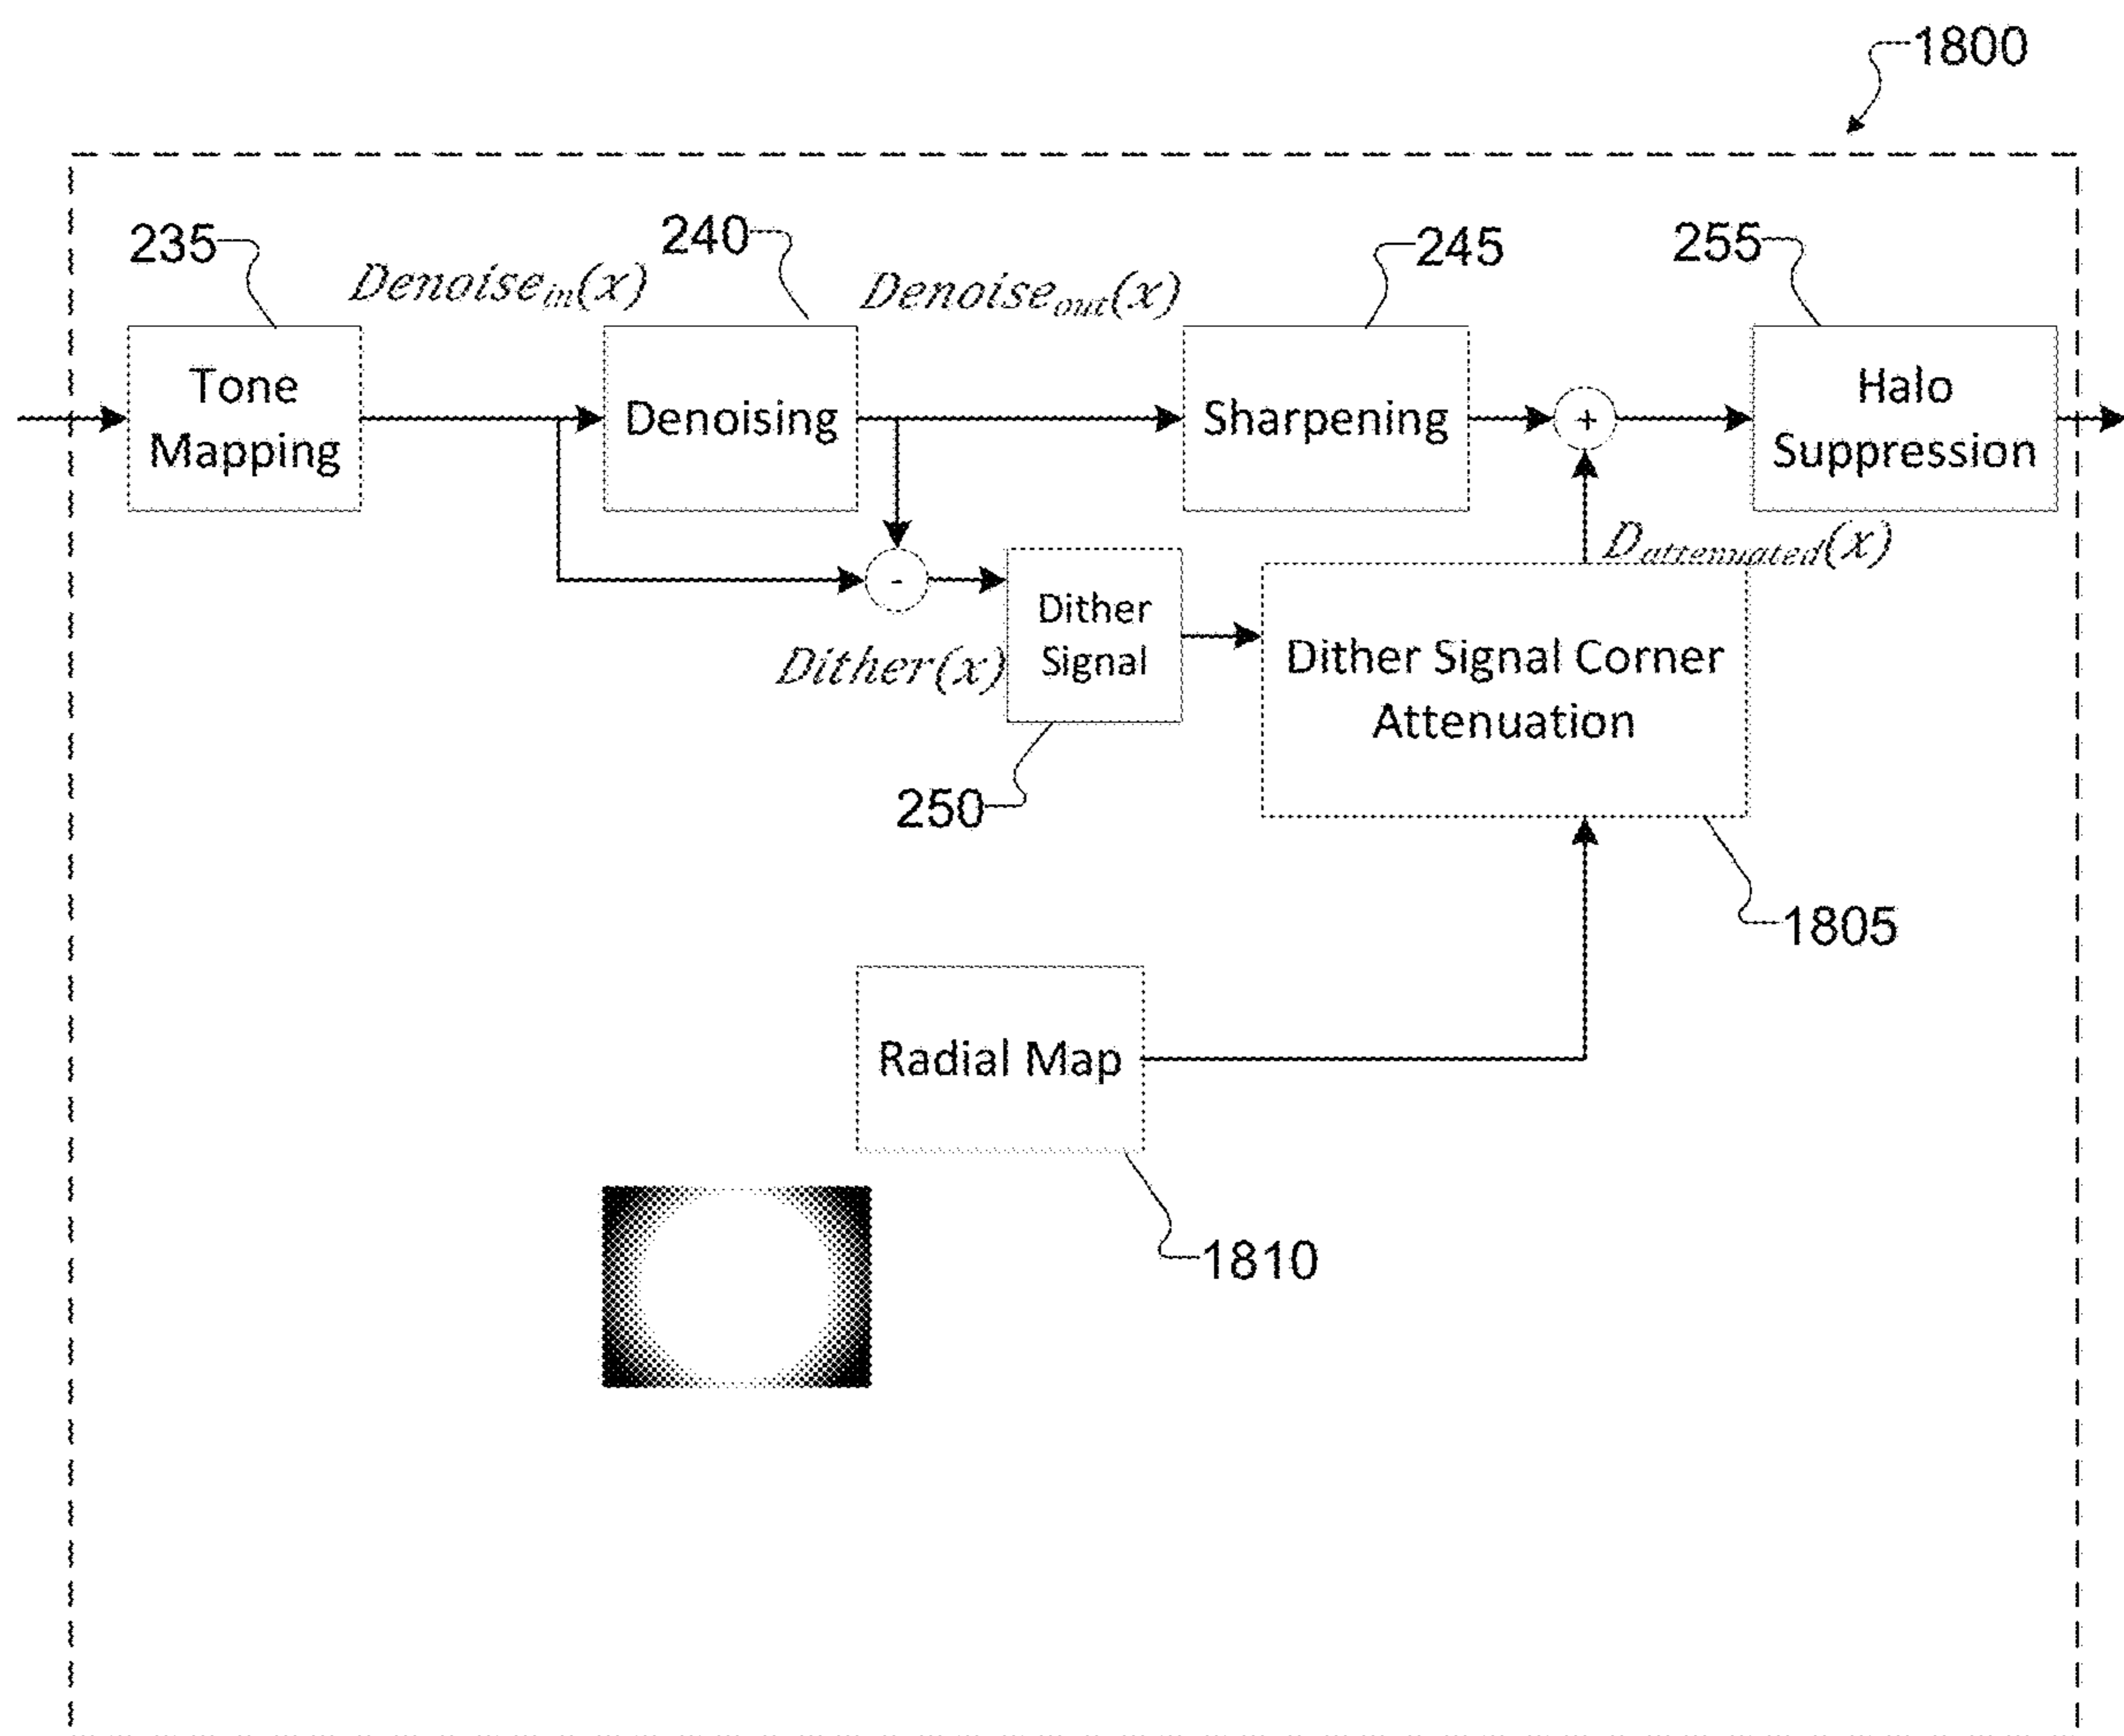 1800
235
240
245
255
Denoise_in(x)
Denoise_out(x)
Tone
Mapping
Denoising
Sharpening
+
Halo
Suppression
D_attenuated(x)
-
Dither(x)
Dither
Signal
Dither Signal Corner
Attenuation
250
1805
Radial Map
1810